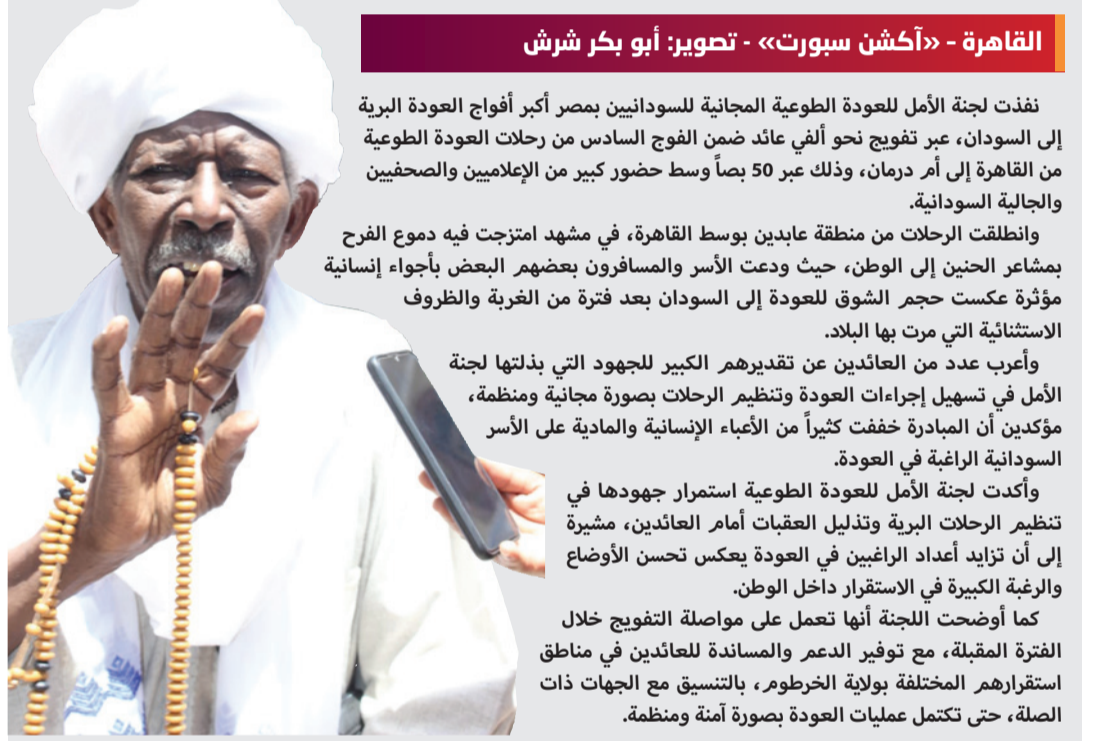 القاهرة - «آكشن سبورت» - تصوير: أبو بكر شرش
نفذت لجنة الأمل للعودة الطوعية المجانية للسودانيين بمصر أكبر أفواج العودة البرية
إلى السودان، عبر تفويج نحو ألفي عائد ضمن الفوج السادس من رحلات العودة الطوعية
من القاهرة إلى أم درمان، وذلك عبر 50 بصاً وسط حضور كبير من الإعلاميين والصحفيين
والجالية السودانية.
وانطلقت الرحلات من منطقة عابدين بوسط القاهرة، في مشهد امتزجت فيه دموع الفرح
بمشاعر الحنين إلى الوطن، حيث ودعت الأسر والمسافرون بعضهم البعض بأجواء إنسانية
مؤثرة عكست حجم الشوق للعودة إلى السودان بعد فترة من الغربة والظروف
الاستثنائية التي مرت بها البلاد.
وأعرب عدد من العائدين عن تقديرهم الكبير للجهود التي بذلتها لجنة
الأمل في تسهيل إجراءات العودة وتنظيم الرحلات بصورة مجانية ومنظمة،
مؤكدين أن المبادرة خففت كثيراً من الأعباء الإنسانية والمادية على الأسر
السودانية الراغبة في العودة.
وأكدت لجنة الأمل للعودة الطوعية استمرار جهودها في
تنظيم الرحلات البرية وتذليل العقبات أمام العائدين، مشيرة
إلى أن تزايد أعداد الراغبين في العودة يعكس تحسن الأوضاع
والرغبة الكبيرة في الاستقرار داخل الوطن.
كما أوضحت اللجنة أنها تعمل على مواصلة التفويج خلال
الفترة المقبلة، مع توفير الدعم والمساندة للعائدين في مناطق
استقرارهم المختلفة بولاية الخرطوم، بالتنسيق مع الجهات ذات
الصلة، حتى تكتمل عمليات العودة بصورة آمنة ومنظمة.